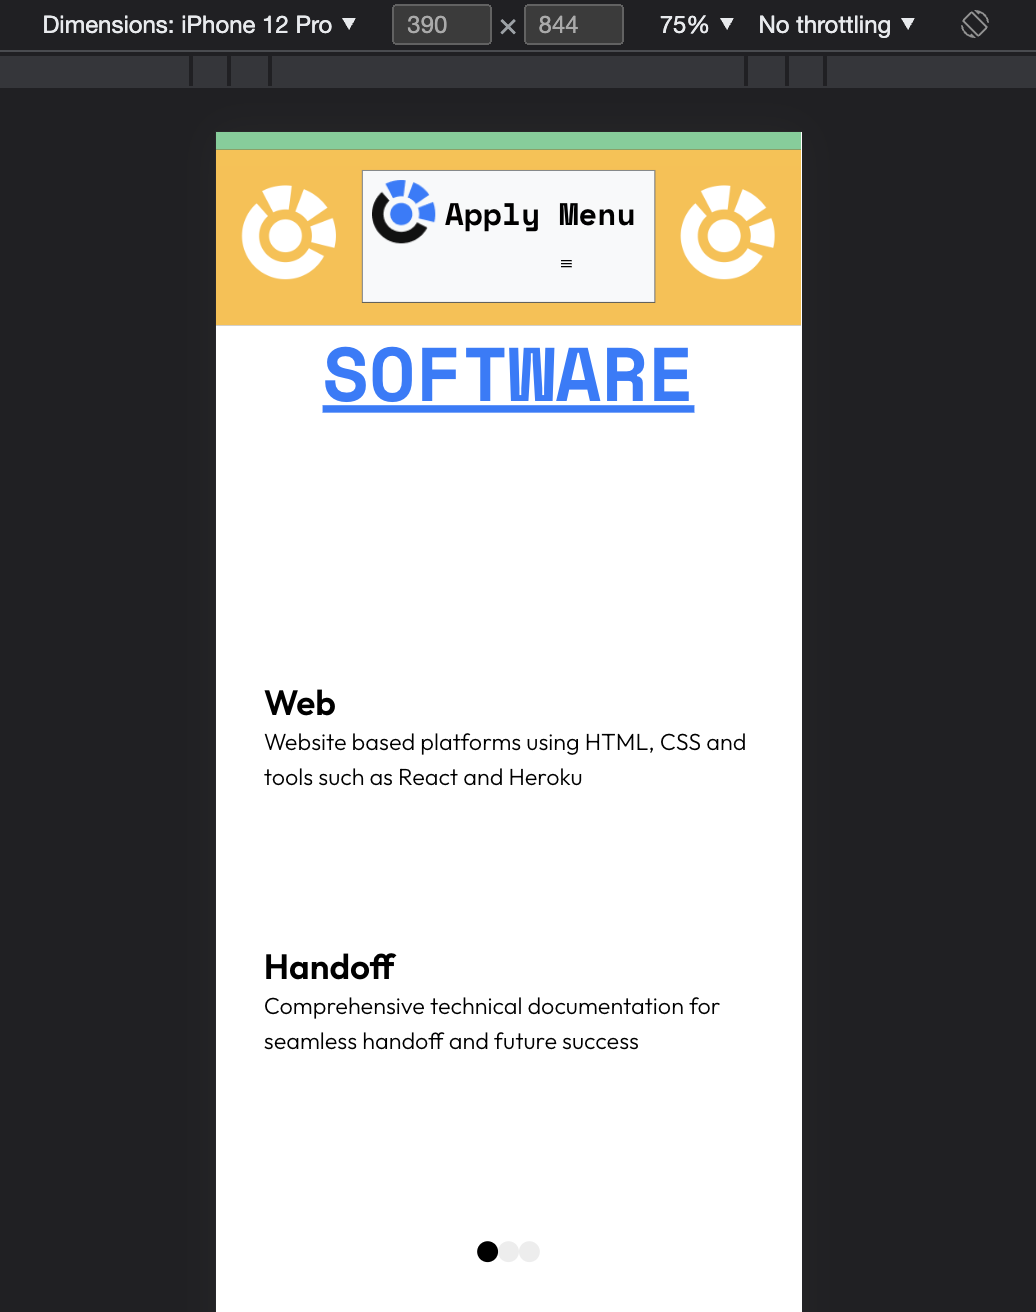 Dimensions: iPhone 12 Pro ▼ 390 × 844 75% ▼ No throttling ▼
Apply Menu
≡
SOFTWARE
Web
Website based platforms using HTML, CSS and
tools such as React and Heroku
Handoff
Comprehensive technical documentation for
seamless handoff and future success